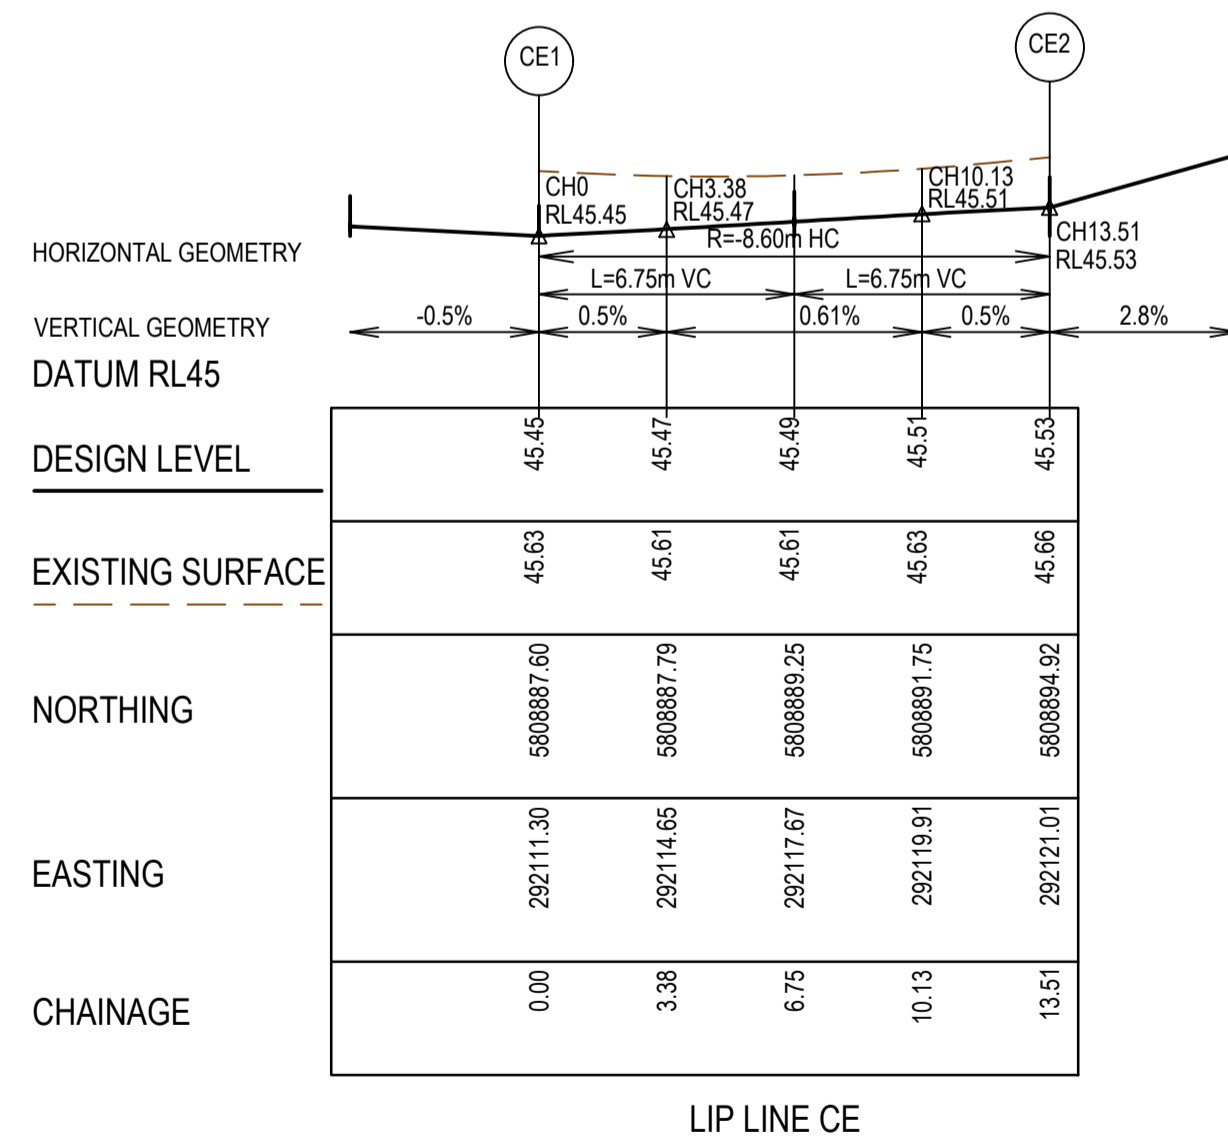 CE1
CE2
CH0
RL45.45
CH3.38
RL45.47
CH10.13
RL45.51
CH13.51
RL45.53
HORIZONTAL GEOMETRY
R=-8.60m HC
L=6.75m VC
L=6.75m VC
VERTICAL GEOMETRY
-0.5%
0.5%
0.61%
0.5%
2.8%
DATUM RL45
DESIGN LEVEL
45.45
45.47
45.49
45.51
45.53
EXISTING SURFACE
45.63
45.61
45.61
45.63
45.66
NORTHING
5808887.60
5808887.79
5808889.25
5808891.75
5808894.92
EASTING
292111.30
292114.65
292117.67
292119.91
292121.01
CHAINAGE
0.00
3.38
6.75
10.13
13.51
LIP LINE CE